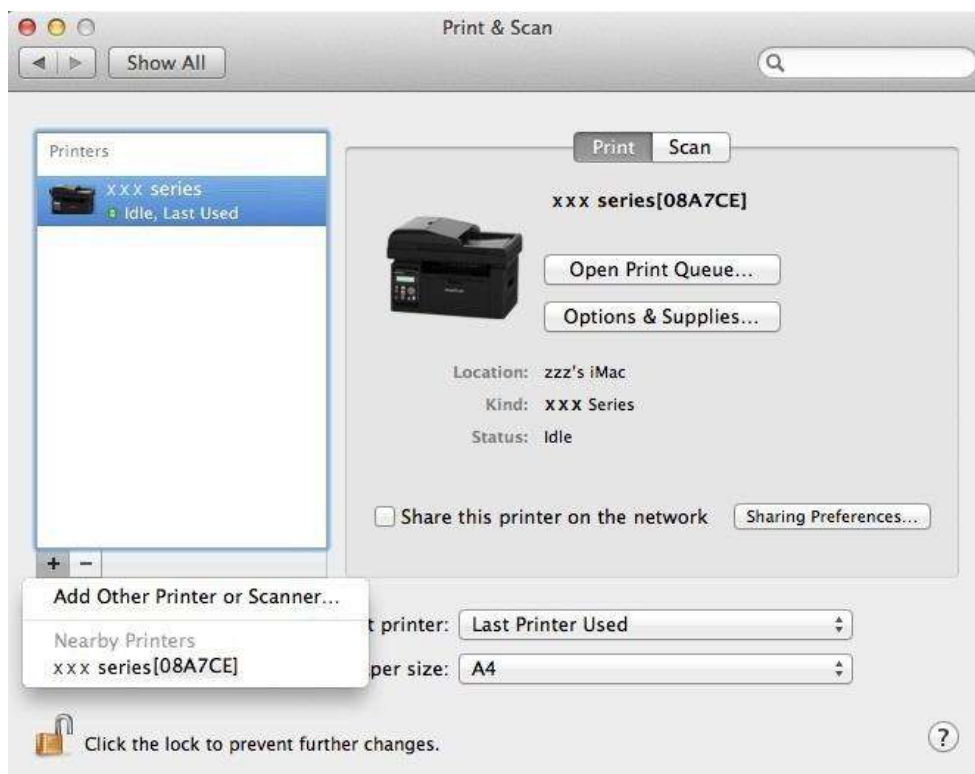 Print & Scan
Show All
Printers
xxx series
Idle, Last Used
Print Scan
xxx series[08A7CE]
Open Print Queue...
Options & Supplies...
Location: zzz's iMac
Kind: XXX Series
Status: Idle
Share this printer on the network Sharing Preferences...
+ −
Add Other Printer or Scanner...
Nearby Printers
xxx series[08A7CE]
t printer: Last Printer Used
per size: A4
Click the lock to prevent further changes.
?